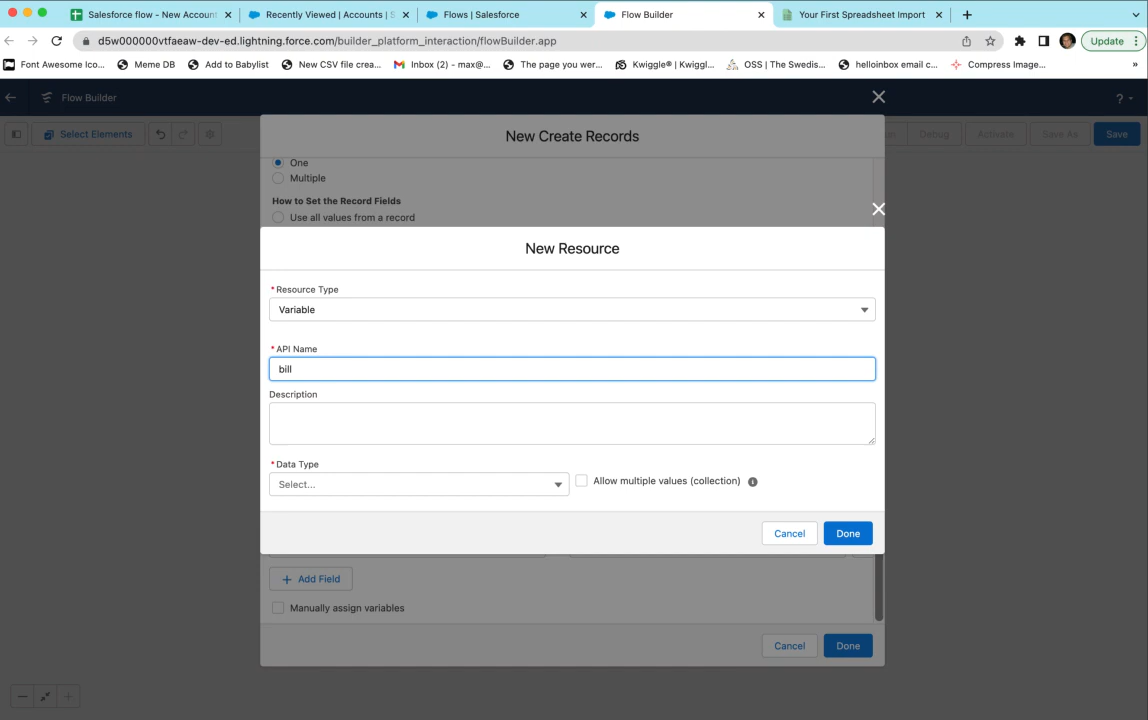 Salesforce flow - New Account
Recently Viewed | Accounts | S
Flows | Salesforce
Flow Builder
Your First Spreadsheet Import
d5w000000vtfaeaw-dev-ed.lightning.force.com/builder_platform_interaction/flowBuilder.app
Update
Font Awesome Ico...
Meme DB
Add to Babylist
New CSV file crea...
Inbox (2) - max@...
The page you wer...
Kwiggle® | Kwiggl...
OSS | The Swedis...
helloinbox email c...
Compress Image...
»
Flow Builder
?
Select Elements
Debug
Activate
Save As
Save
New Create Records
One
Multiple
How to Set the Record Fields
Use all values from a record
New Resource
* Resource Type
Variable
* API Name
bill
Description
* Data Type
Select...
Allow multiple values (collection)
Cancel
Done
+ Add Field
Manually assign variables
Cancel
Done